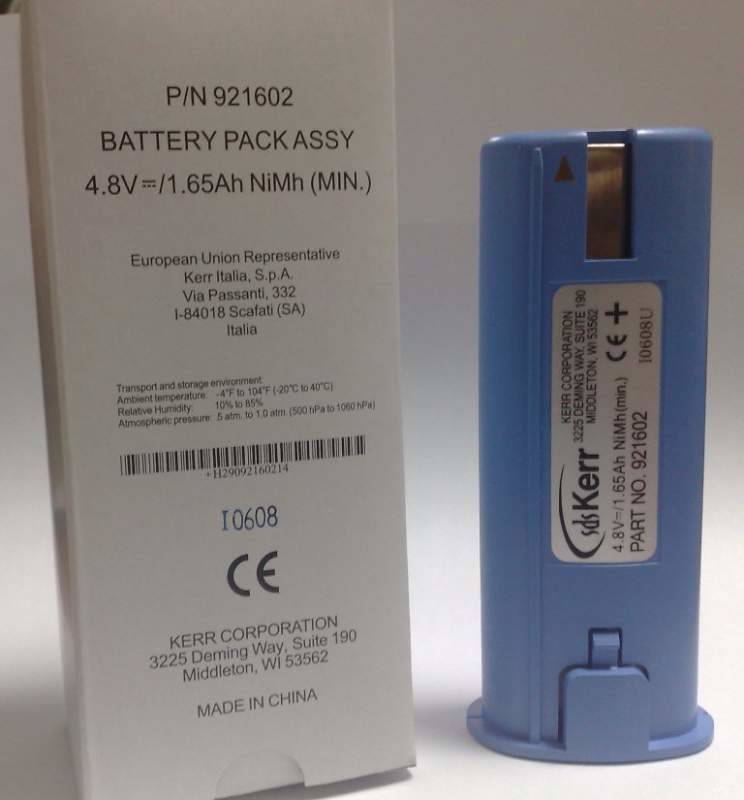 P/N 921602
BATTERY PACK ASSY
4.8V⎓/1.65Ah NiMh (MIN.)
European Union Representative
Kerr Italia, S.p.A.
Via Passanti, 332
I-84018 Scafati (SA)
Italia
Transport and storage environment:
Ambient temperature: -4°F to 104°F (-20°C to 40°C)
Relative Humidity: 10% to 85%
Atmospheric pressure: .5 atm. to 1.0 atm. (500 hPa to 1060 hPa)
+H29092160214
I0608
CE
KERR CORPORATION
3225 Deming Way, Suite 190
Middleton, WI 53562
MADE IN CHINA
sds Kerr
KERR CORPORATION
3225 DEMING WAY, SUITE 190
MIDDLETON, WI 53562
4.8V⎓/1.65Ah NiMh(min.) CE +
PART NO. 921602 I0608U